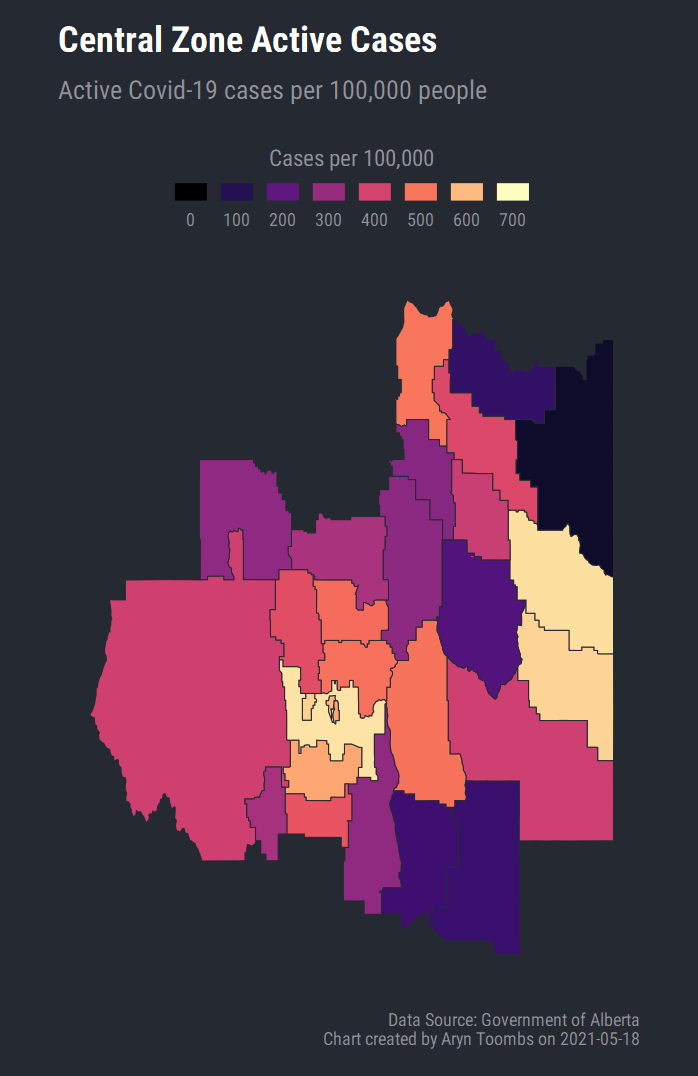 Central Zone Active Cases
Active Covid-19 cases per 100,000 people
Cases per 100,000
0 100 200 300 400 500 600 700
Data Source: Government of Alberta
Chart created by Aryn Toombs on 2021-05-18